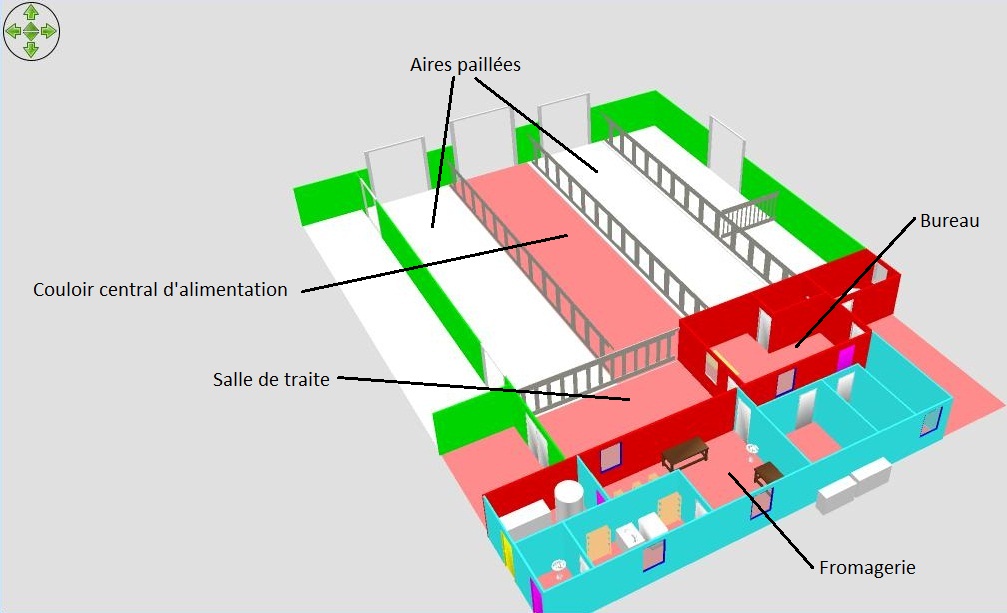 Aires paillées
Bureau
Couloir central d'alimentation
Salle de traite
Fromagerie